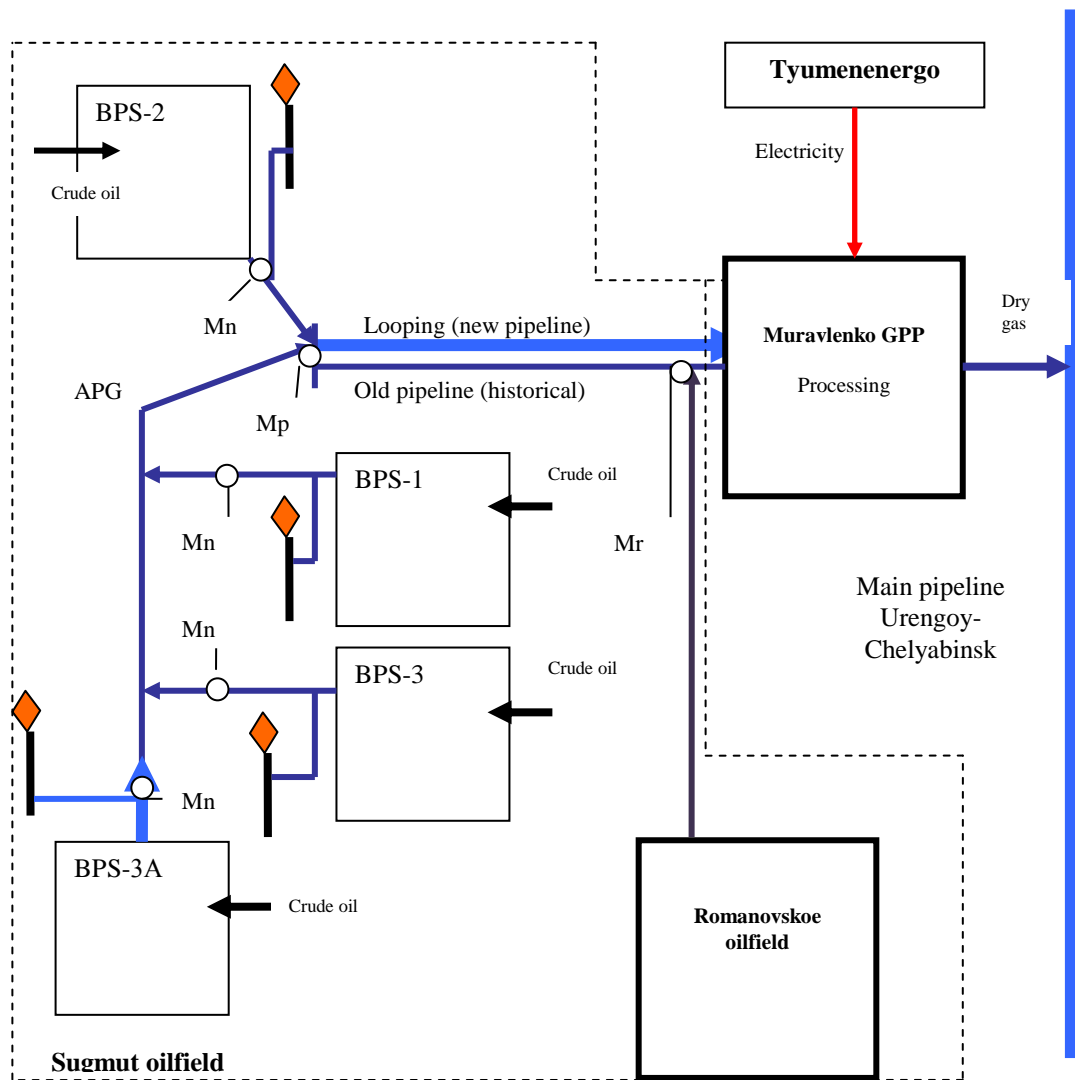 Tyumenenergo
BPS-2
Electricity
Crude oil
Mn
Looping (new pipeline)
Dry
gas
Muravlenko GPP
Processing
APG
Old pipeline (historical)
Mp
BPS-1
Crude oil
Mn
Mr
Main pipeline
Urengoy-
Chelyabinsk
Mn
BPS-3
Crude oil
Mn
BPS-3A
Crude oil
Romanovskoe
oilfield
Sugmut oilfield